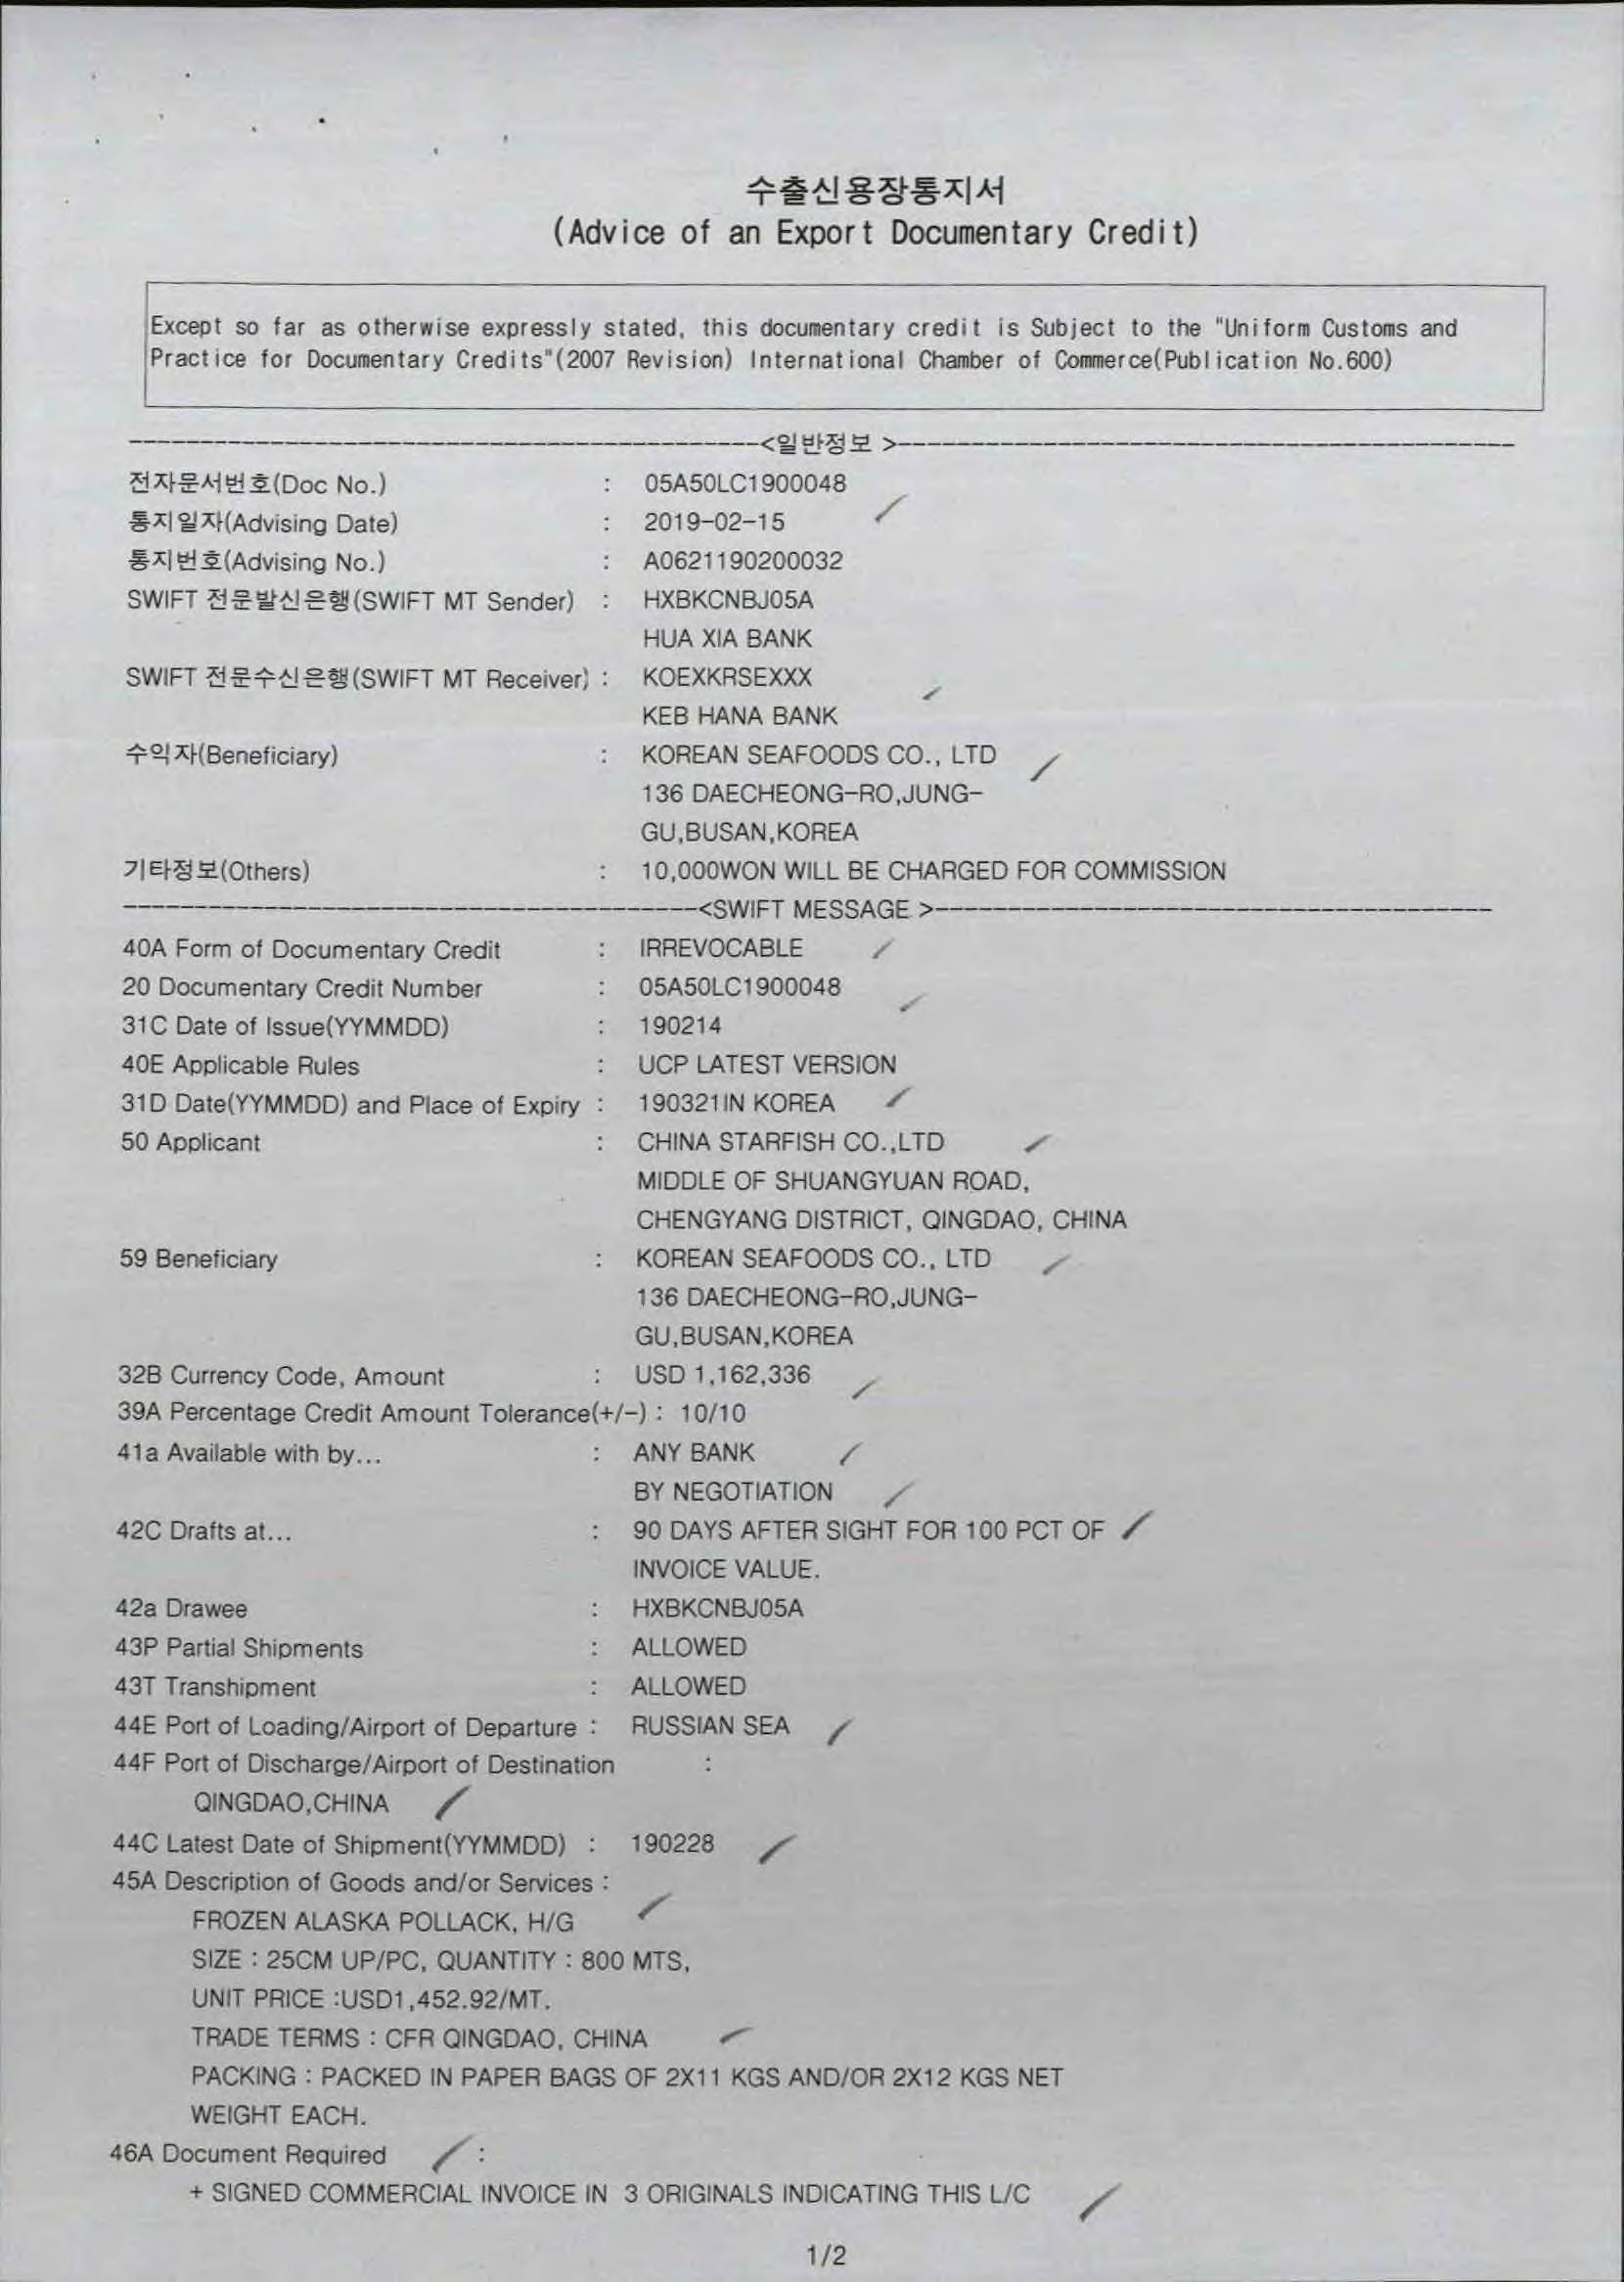 수출신용장통지서
(Advice of an Export Documentary Credit)
Except so far as otherwise expressly stated, this documentary credit is Subject to the "Uniform Customs and
Practice for Documentary Credits"(2007 Revision) International Chamber of Commerce(Publication No.600)
<일반정보 >
전자문서번호(Doc No.) : 05A50LC1900048
통지일자(Advising Date) : 2019-02-15
통지번호(Advising No.) : A0621190200032
SWIFT 전문발신은행(SWIFT MT Sender) : HXBKCNBJ05A
HUA XIA BANK
SWIFT 전문수신은행(SWIFT MT Receiver) : KOEXKRSEXXX
KEB HANA BANK
수익자(Beneficiary) : KOREAN SEAFOODS CO., LTD
136 DAECHEONG-RO,JUNG-
GU,BUSAN,KOREA
기타정보(Others) : 10,000WON WILL BE CHARGED FOR COMMISSION
<SWIFT MESSAGE >
40A Form of Documentary Credit : IRREVOCABLE
20 Documentary Credit Number : 05A50LC1900048
31C Date of Issue(YYMMDD) : 190214
40E Applicable Rules : UCP LATEST VERSION
31D Date(YYMMDD) and Place of Expiry : 190321IN KOREA
50 Applicant : CHINA STARFISH CO.,LTD
MIDDLE OF SHUANGYUAN ROAD,
CHENGYANG DISTRICT, QINGDAO, CHINA
59 Beneficiary : KOREAN SEAFOODS CO., LTD
136 DAECHEONG-RO,JUNG-
GU,BUSAN,KOREA
32B Currency Code, Amount : USD 1,162,336
39A Percentage Credit Amount Tolerance(+/-) : 10/10
41a Available with by... : ANY BANK
BY NEGOTIATION
42C Drafts at... : 90 DAYS AFTER SIGHT FOR 100 PCT OF
INVOICE VALUE.
42a Drawee : HXBKCNBJ05A
43P Partial Shipments : ALLOWED
43T Transhipment : ALLOWED
44E Port of Loading/Airport of Departure : RUSSIAN SEA
44F Port of Discharge/Airport of Destination :
QINGDAO,CHINA
44C Latest Date of Shipment(YYMMDD) : 190228
45A Description of Goods and/or Services :
FROZEN ALASKA POLLACK, H/G
SIZE : 25CM UP/PC, QUANTITY : 800 MTS,
UNIT PRICE :USD1,452.92/MT.
TRADE TERMS : CFR QINGDAO, CHINA
PACKING : PACKED IN PAPER BAGS OF 2X11 KGS AND/OR 2X12 KGS NET
WEIGHT EACH.
46A Document Required :
+ SIGNED COMMERCIAL INVOICE IN 3 ORIGINALS INDICATING THIS L/C
1/2